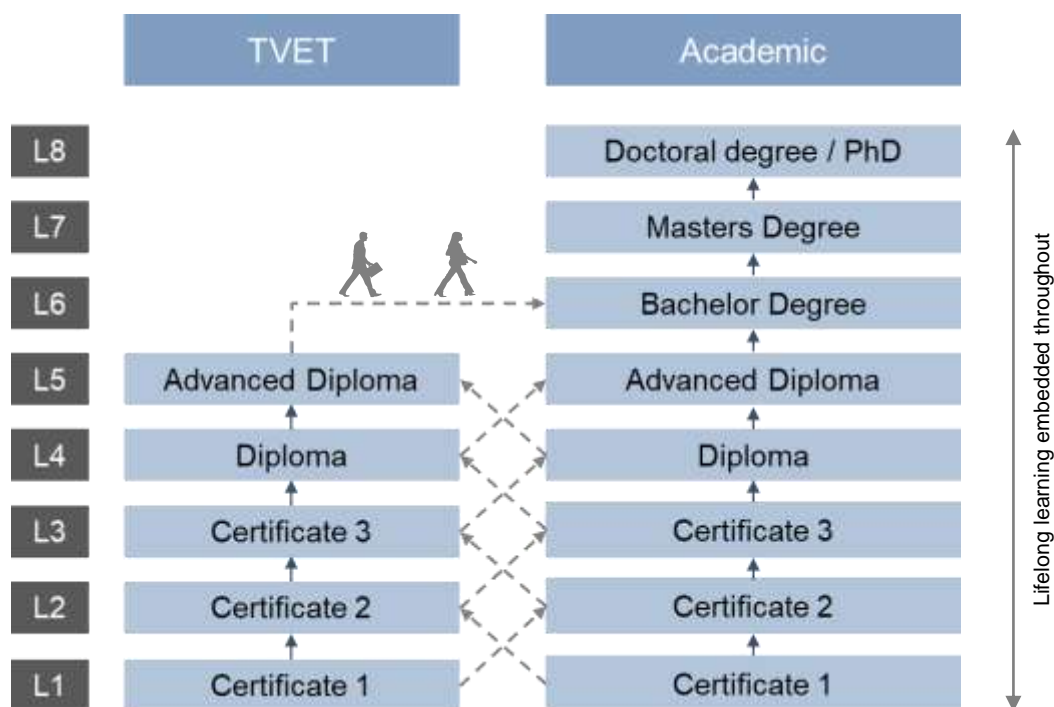 TVET
Academic
L8
Doctoral degree / PhD
L7
Masters Degree
L6
Bachelor Degree
L5
Advanced Diploma
Advanced Diploma
L4
Diploma
Diploma
L3
Certificate 3
Certificate 3
L2
Certificate 2
Certificate 2
L1
Certificate 1
Certificate 1
Lifelong learning embedded throughout